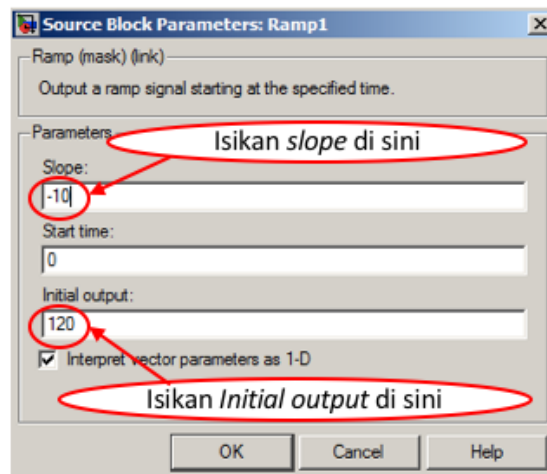 Source Block Parameters: Ramp1
Ramp (mask) (link)
Output a ramp signal starting at the specified time.
Parameters
Isikan slope di sini
Slope:
-10
Start time:
0
Initial output:
120
Interpret vector parameters as 1-D
Isikan Initial output di sini
OK Cancel Help